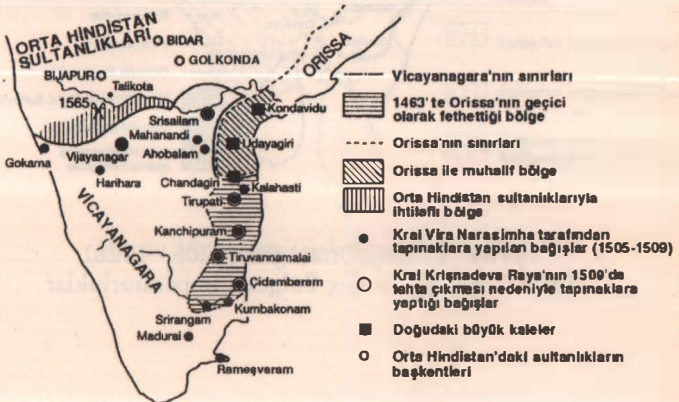 ORTA HİNDİSTAN
SULTANLIKLARI
BIDAR
GOLKONDA
ORISSA
BIJAPUR
Talikota
1565
Srisailam
Kondavidu
Mahanandi
Udayagiri
Gokarna
Vijayanagar
Ahobalam
Harihara
Chandagiri
Kalahasti
Tirupati
VİCAYANAGAR
Kanchipuram
Tiruvannamalai
Çidambaram
Kumbakonam
Srirangam
Madurai
Rameşvaram
Vicayanagara'nın sınırları
1463'te Orissa'nın geçici
olarak fethettiği bölge
Orissa'nın sınırları
Orissa ile muhalif bölge
Orta Hindistan sultanlıklarıyla
ihtilaflı bölge
Kral Vira Narasimha tarafından
tapınaklara yapılan bağışlar (1505-1509)
Kral Krişnadeva Raya'nın 1509'da
tahta çıkması nedeniyle tapınaklara
yaptığı bağışlar
Doğudaki büyük kaleler
Orta Hindistan'daki sultanlıkların
başkentleri